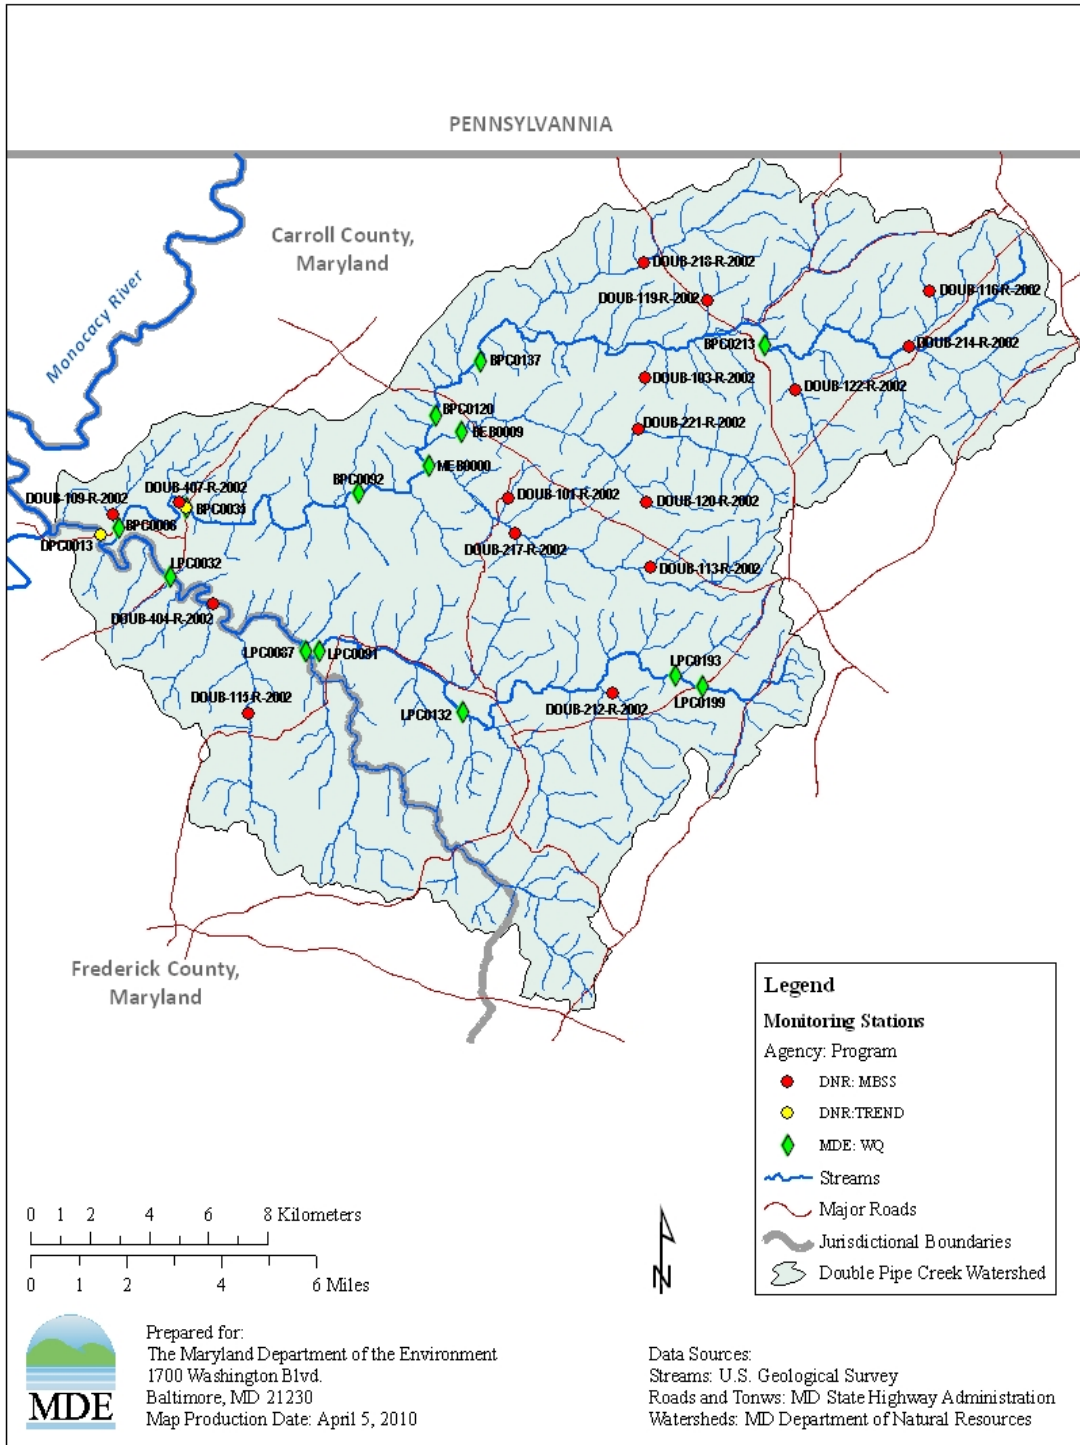 PENNSYLVANNIA
Carroll County,
Maryland
Monocacy River
DOUB-218-R-2002
DOUB-119-R-2002
DOUB-116-R-2002
BPC0213
DOUB-214-R-2002
BPC0137
DOUB-103-R-2002
DOUB-122-R-2002
BPC0120
DOUB-221-R-2002
BEB0009
MEB0000
BPC0092
DOUB-407-R-2002
DOUB-109-R-2002
DOUB-101-R-2002
DOUB-120-R-2002
BPC0035
BPC0006
DPC0013
DOUB-217-R-2002
LPC0032
DOUB-113-R-2002
DOUB-404-R-2002
LPC0087
LPC0091
LPC0193
DOUB-115-R-2002
LPC0199
DOUB-212-R-2002
LPC0132
Frederick County,
Maryland
Legend
Monitoring Stations
Agency: Program
DNR: MBSS
DNR:TREND
MDE: WQ
Streams
Major Roads
Jurisdictional Boundaries
Double Pipe Creek Watershed
0 1 2 4 6 8 Kilometers
0 1 2 4 6 Miles
N
MDE
Prepared for:
The Maryland Department of the Environment
1700 Washington Blvd.
Baltimore, MD 21230
Map Production Date: April 5, 2010
Data Sources:
Streams: U.S. Geological Survey
Roads and Tonws: MD State Highway Administration
Watersheds: MD Department of Natural Resources